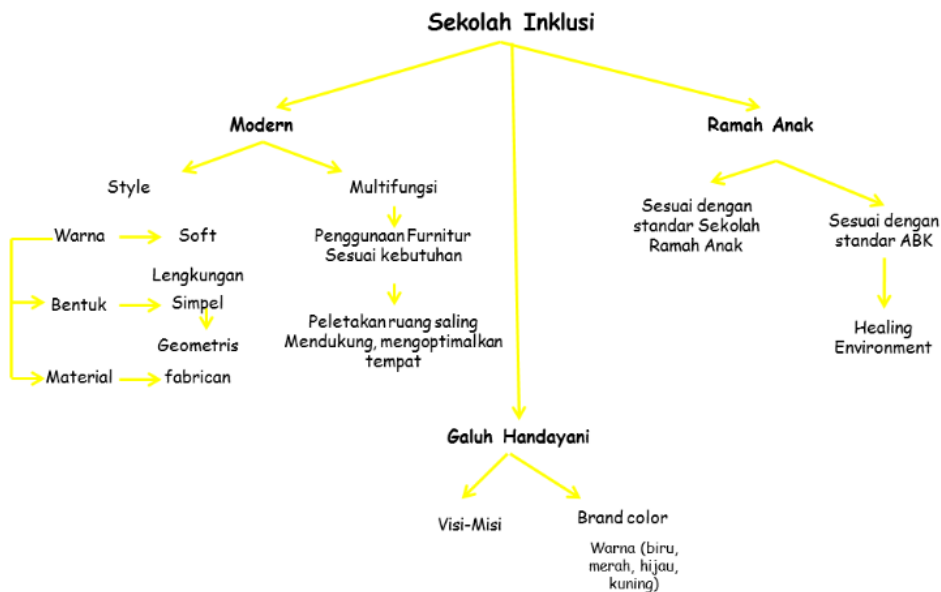 Sekolah Inklusi
Modern
Ramah Anak
Style
Multifungsi
Warna
Soft
Lengkungan
Bentuk
Simpel
Geometris
Material
fabrican
Penggunaan Furnitur
Sesuai kebutuhan
Peletakan ruang saling
Mendukung, mengoptimalkan
tempat
Sesuai dengan
standar Sekolah
Ramah Anak
Sesuai dengan
standar ABK
Healing
Environment
Galuh Handayani
Visi-Misi
Brand color
Warna (biru,
merah, hijau,
kuning)